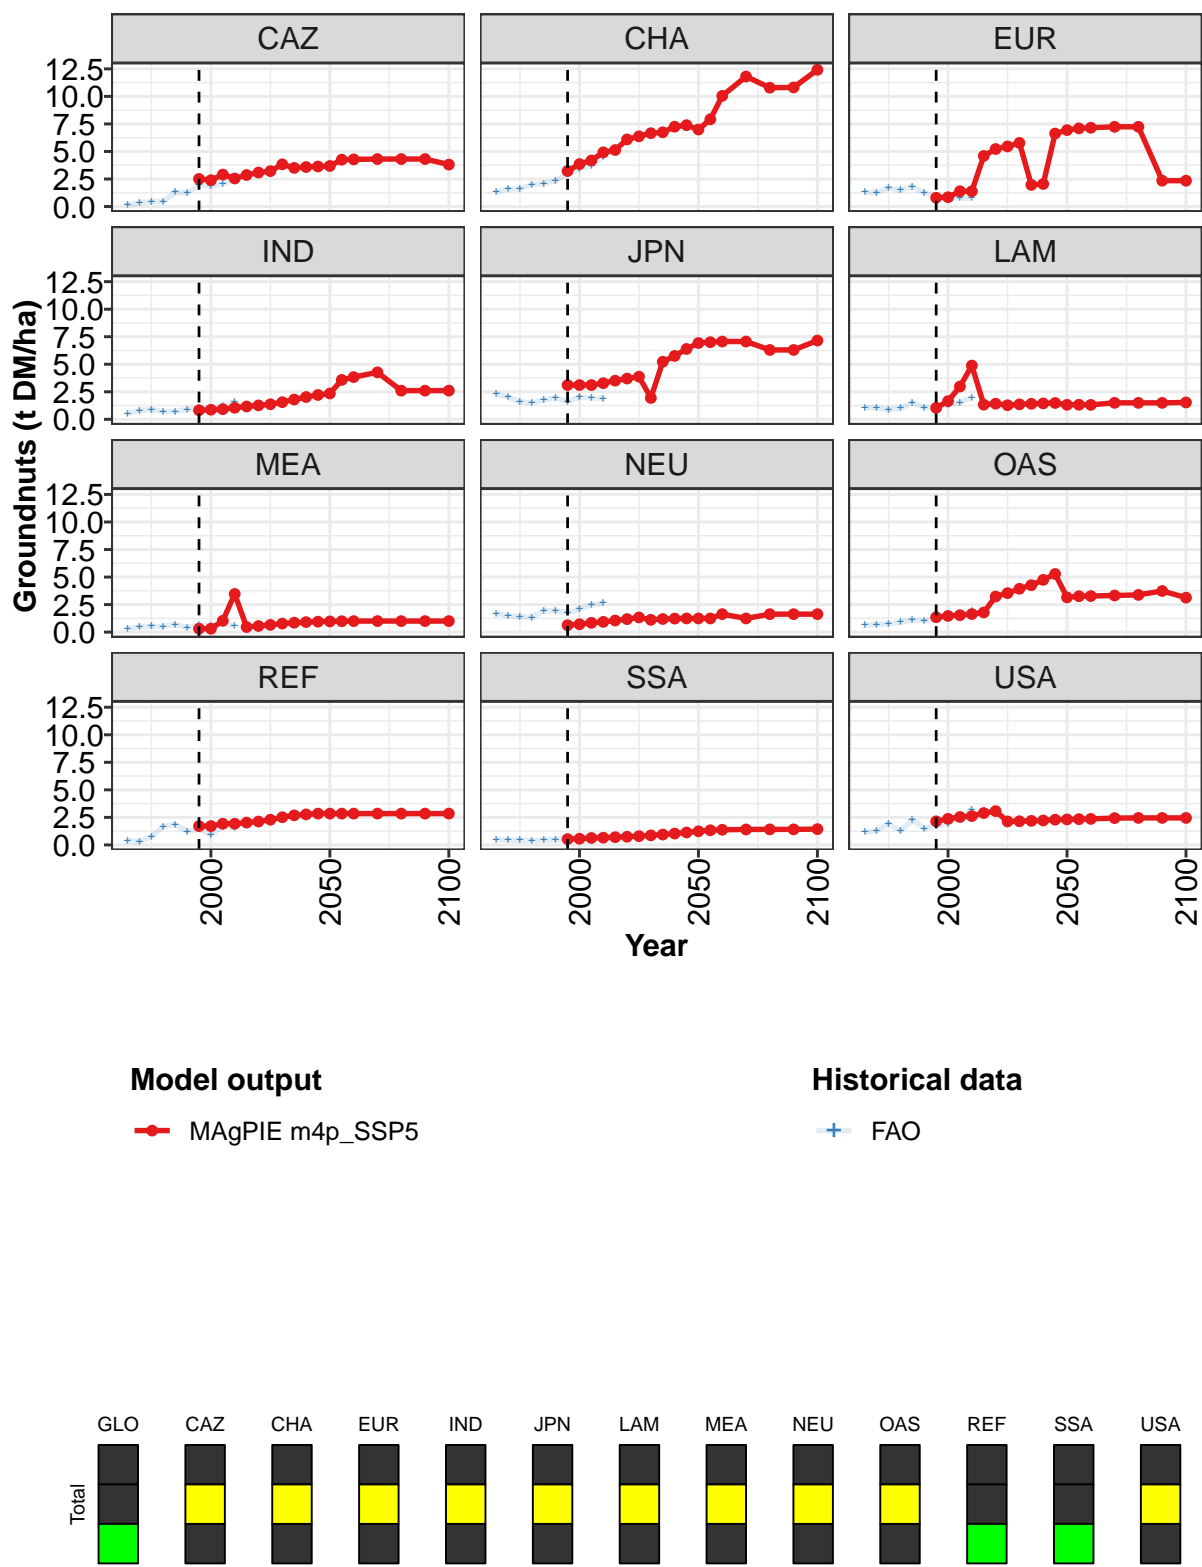 CAZ CHA EUR
12.5
10.0
7.5
5.0
2.5
0.0
IND JPN LAM
12.5
10.0
7.5
5.0
2.5
0.0
MEA NEU OAS
12.5
10.0
7.5
5.0
2.5
0.0
REF SSA USA
12.5
10.0
7.5
5.0
2.5
0.0
Groundnuts (t DM/ha)
2000 2050 2100 2000 2050 2100 2000 2050 2100
Year
Model output Historical data
MAgPIE m4p_SSP5 FAO
GLO CAZ CHA EUR IND JPN LAM MEA NEU OAS REF SSA USA
Total